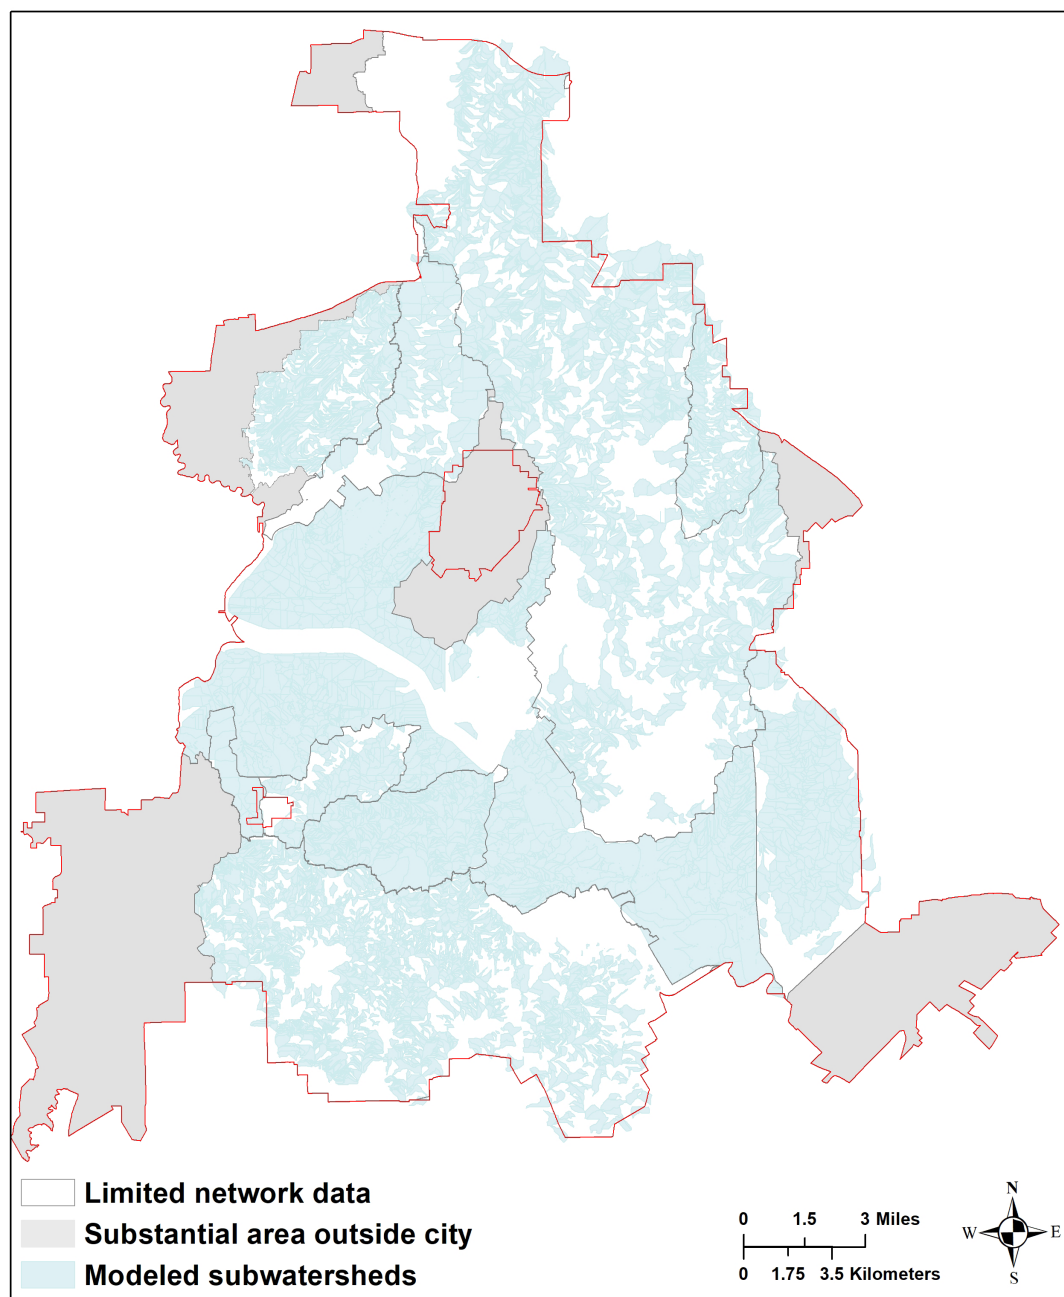 Limited network data
Substantial area outside city
Modeled subwatersheds
0 1.5 3 Miles
0 1.75 3.5 Kilometers
N
W E
S